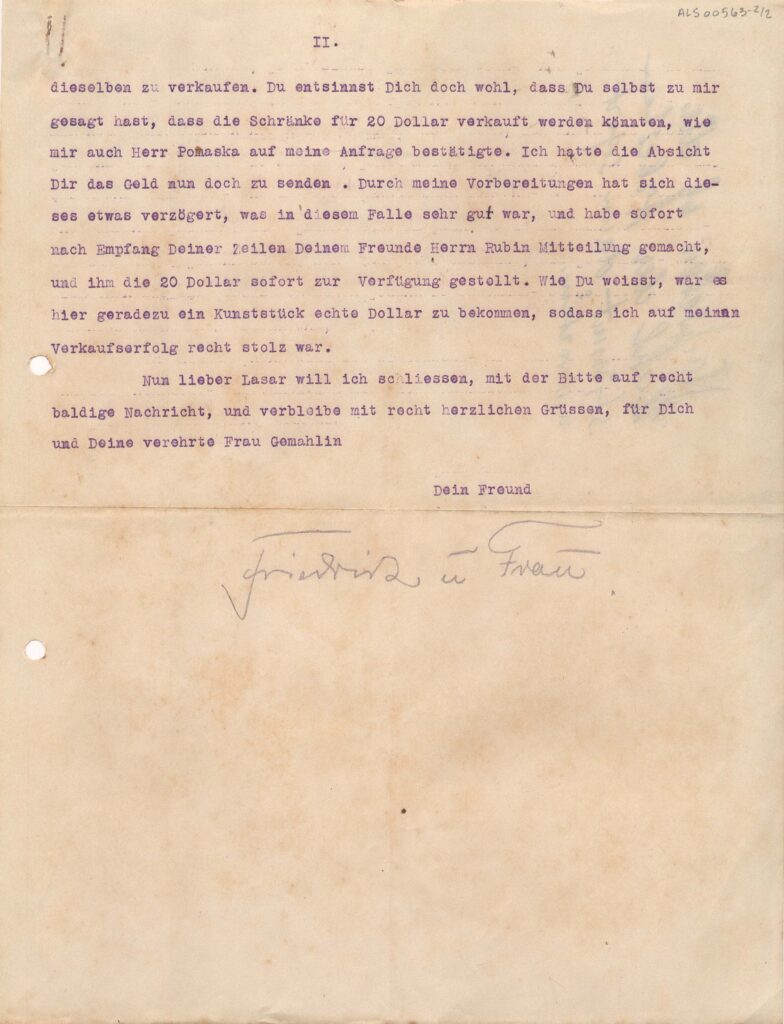 ALS00563-2/2
II.
dieselben zu verkaufen. Du entsinnst Dich doch wohl, dass Du selbst zu mir
gesagt hast, dass die Schränke für 20 Dollar verkauft werden könnten, wie
mir auch Herr Pomaska auf meine Anfrage bestätigte. Ich hatte die Absicht
Dir das Geld nun doch zu senden . Durch meine Vorbereitungen hat sich die-
ses etwas verzögert, was in diesem Falle sehr gut war, und habe sofort
nach Empfang Deiner Zeilen Deinem Freunde Herrn Rubin Mitteilung gemacht,
und ihm die 20 Dollar sofort zur Verfügung gestellt. Wie Du weisst, war es
hier geradezu ein Kunststück echte Dollar zu bekommen, sodass ich auf meinen
Verkaufserfolg recht stolz war.
Nun lieber Lasar will ich schliessen, mit der Bitte auf recht
baldige Nachricht, und verbleibe mit recht herzlichen Grüssen, für Dich
und Deine verehrte Frau Gemahlin
Dein Freund
Friedrich u Frau